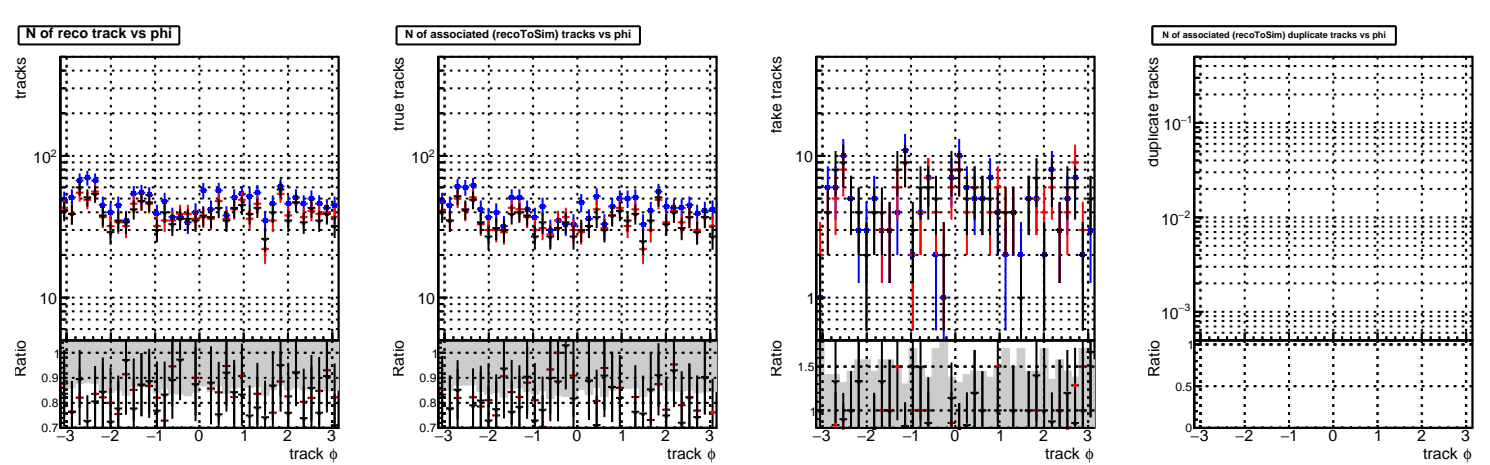 N of reco track vs phi
tracks
10²
10
Ratio
1
0.9
0.8
0.7
−3 −2 −1 0 1 2 3
track ϕ
N of associated (recoToSim) tracks vs phi
true tracks
10²
10
Ratio
1
0.9
0.8
0.7
−3 −2 −1 0 1 2 3
track ϕ
fake tracks
10
1
Ratio
1.5
−3 −2 −1 0 1 2 3
track ϕ
N of associated (recoToSim) duplicate tracks vs phi
duplicate tracks
10⁻¹
10⁻²
10⁻³
Ratio
1
0.5
0
−3 −2 −1 0 1 2 3
track ϕ